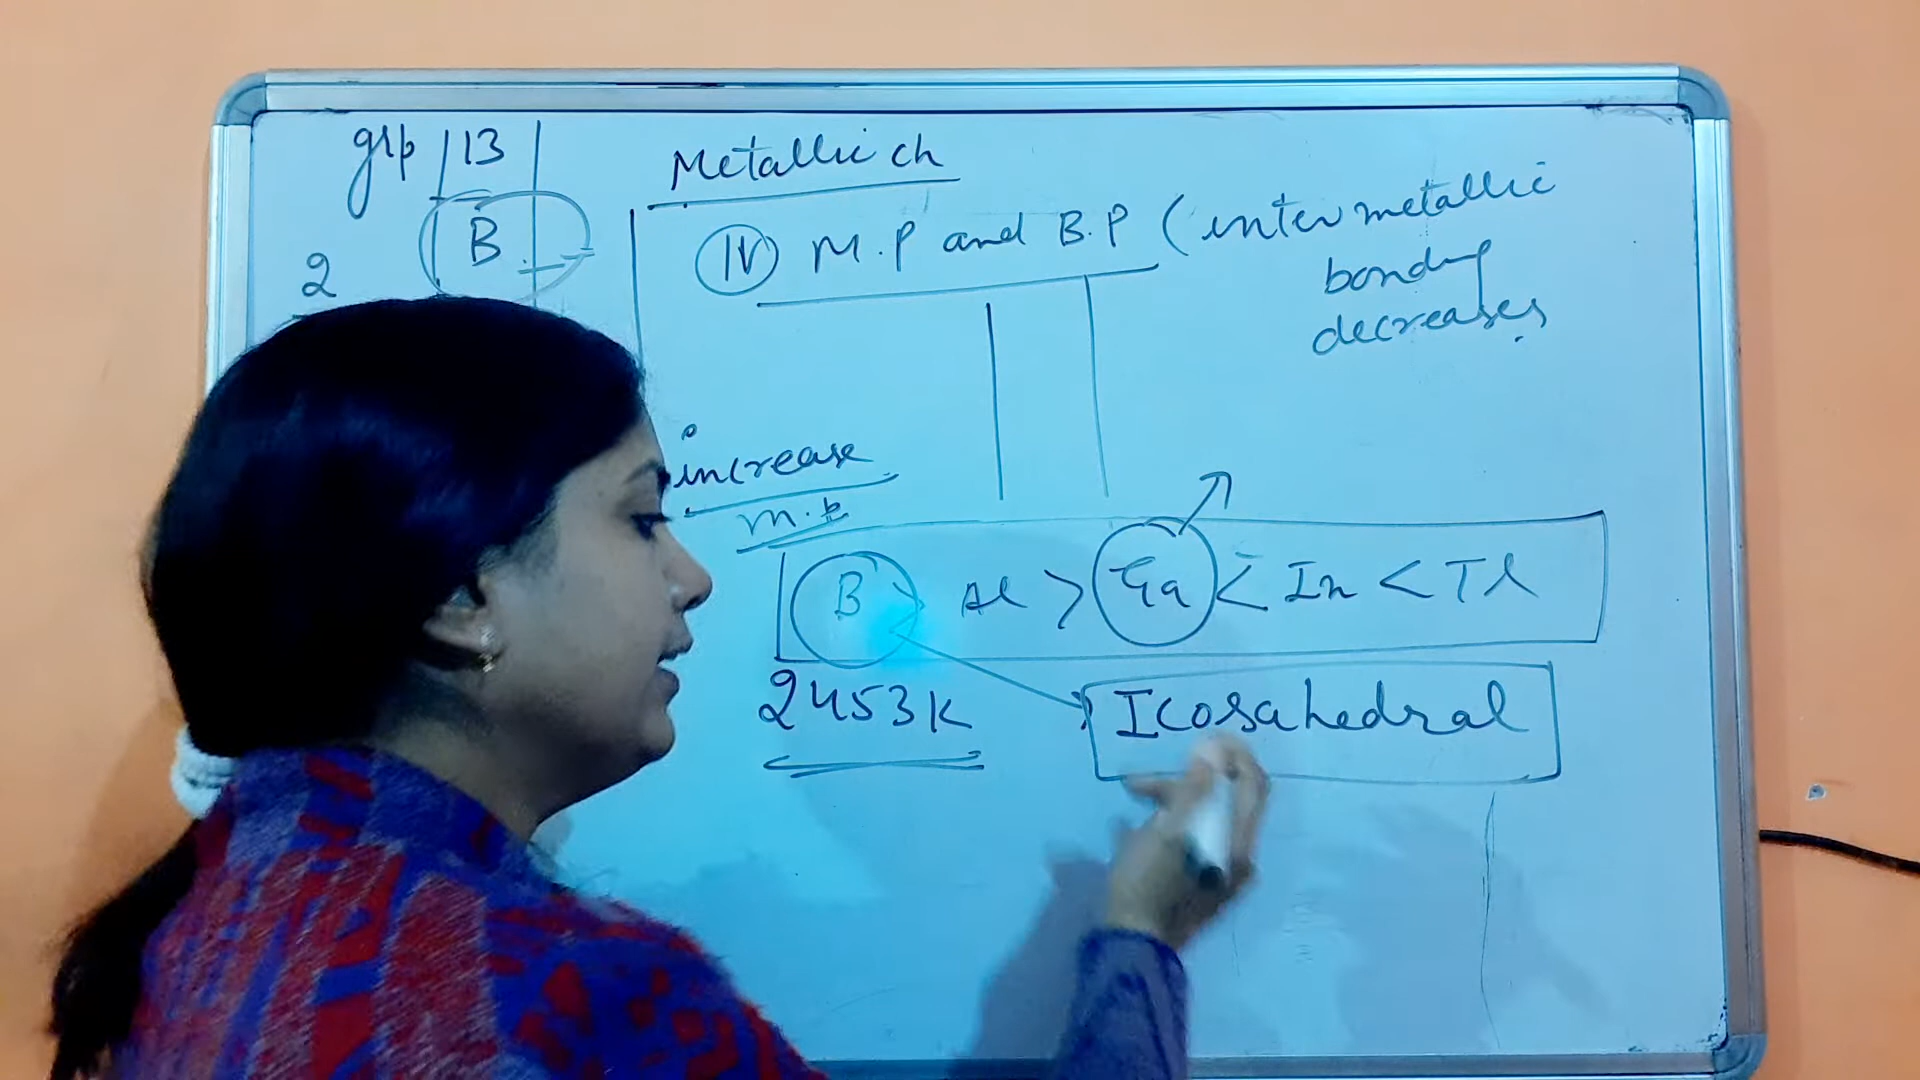 grp 13
B
2
Metallic ch
IV M.P and B.P (inter metallic
bonding
decreases
increase
m.p
B > Al > Ga < In < Tl
2453K
Icosahedral